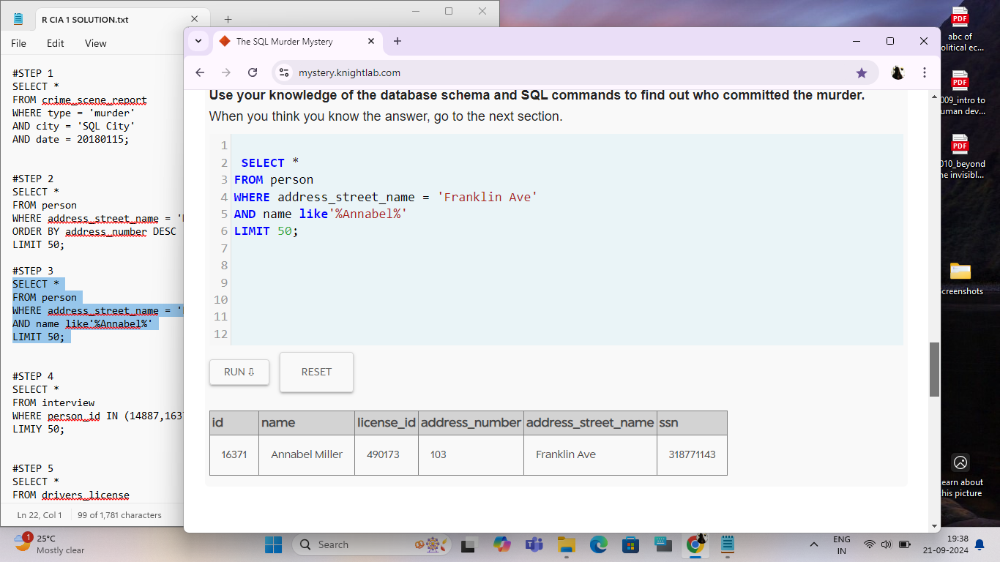 R CIA 1 SOLUTION.txt
File Edit View
#STEP 1
SELECT *
FROM crime_scene_report
WHERE type = 'murder'
AND city = 'SQL City'
AND date = 20180115;
#STEP 2
SELECT *
FROM person
WHERE address_street_name = '
ORDER BY address_number DESC
LIMIT 50;
#STEP 3
SELECT *
FROM person
WHERE address_street_name = '
AND name like'%Annabel%'
LIMIT 50;
#STEP 4
SELECT *
FROM interview
WHERE person_id IN (14887,1637
LIMIY 50;
#STEP 5
SELECT *
FROM drivers_license
Ln 22, Col 1 99 of 1,781 characters
The SQL Murder Mystery
mystery.knightlab.com
Use your knowledge of the database schema and SQL commands to find out who committed the murder.
When you think you know the answer, go to the next section.
1
2 SELECT *
3 FROM person
4 WHERE address_street_name = 'Franklin Ave'
5 AND name like'%Annabel%'
6 LIMIT 50;
7
8
9
10
11
12
RUN ⇩ RESET
id name license_id address_number address_street_name ssn
16371 Annabel Miller 490173 103 Franklin Ave 318771143
PDF
abc of
olitical ec...
PDF
009_intro to
uman dev...
PDF
010_beyond
he invisibl...
creenshots
earn about
his picture
1
25°C
Mostly clear
Search
ENG
IN
19:38
21-09-2024